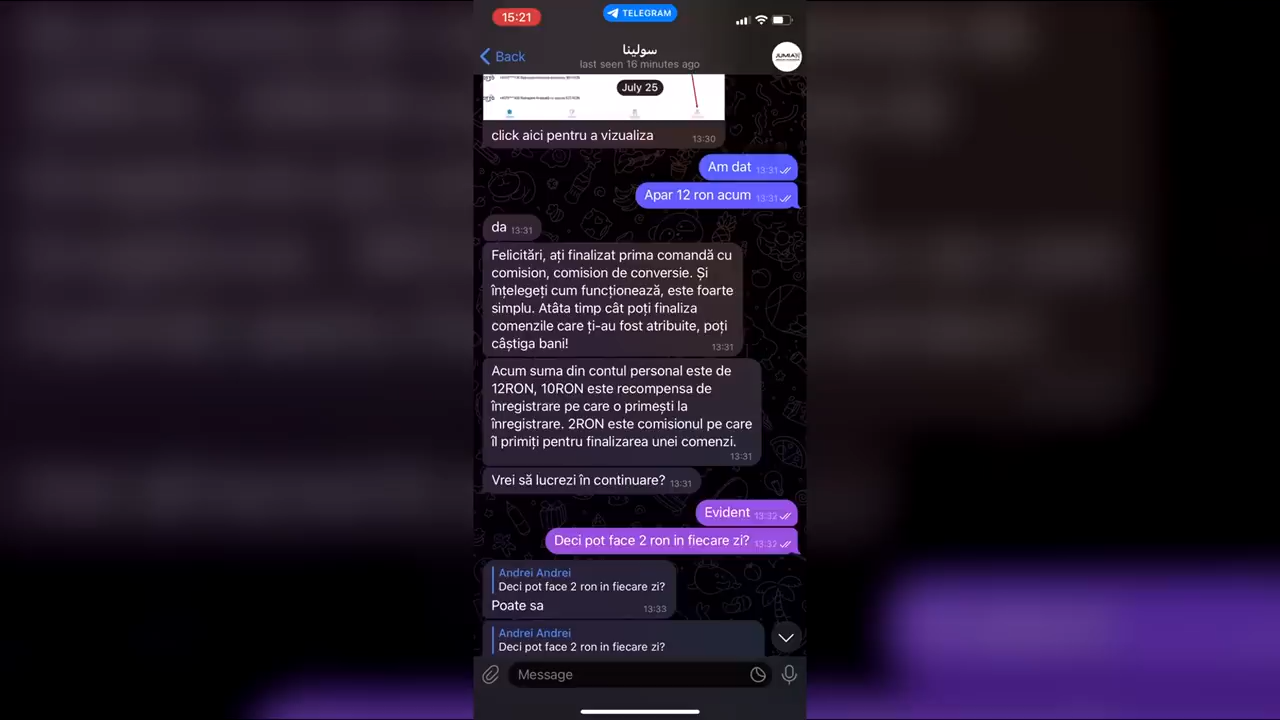 15:21
TELEGRAM
Back
سولينا
last seen 16 minutes ago
JUMIA
July 25
click aici pentru a vizualiza
13:30
Am dat 13:31
Apar 12 ron acum 13:31
da 13:31
Felicitări, ați finalizat prima comandă cu
comision, comision de conversie. Și
înțelegeți cum funcționează, este foarte
simplu. Atâta timp cât poți finaliza
comenzile care ți-au fost atribuite, poți
câștiga bani!
13:31
Acum suma din contul personal este de
12RON, 10RON este recompensa de
înregistrare pe care o primești la
înregistrare. 2RON este comisionul pe care
îl primiți pentru finalizarea unei comenzi.
13:31
Vrei să lucrezi în continuare? 13:31
Evident 13:32
Deci pot face 2 ron in fiecare zi? 13:32
Andrei Andrei
Deci pot face 2 ron in fiecare zi?
Poate sa 13:33
Andrei Andrei
Deci pot face 2 ron in fiecare zi?
Message